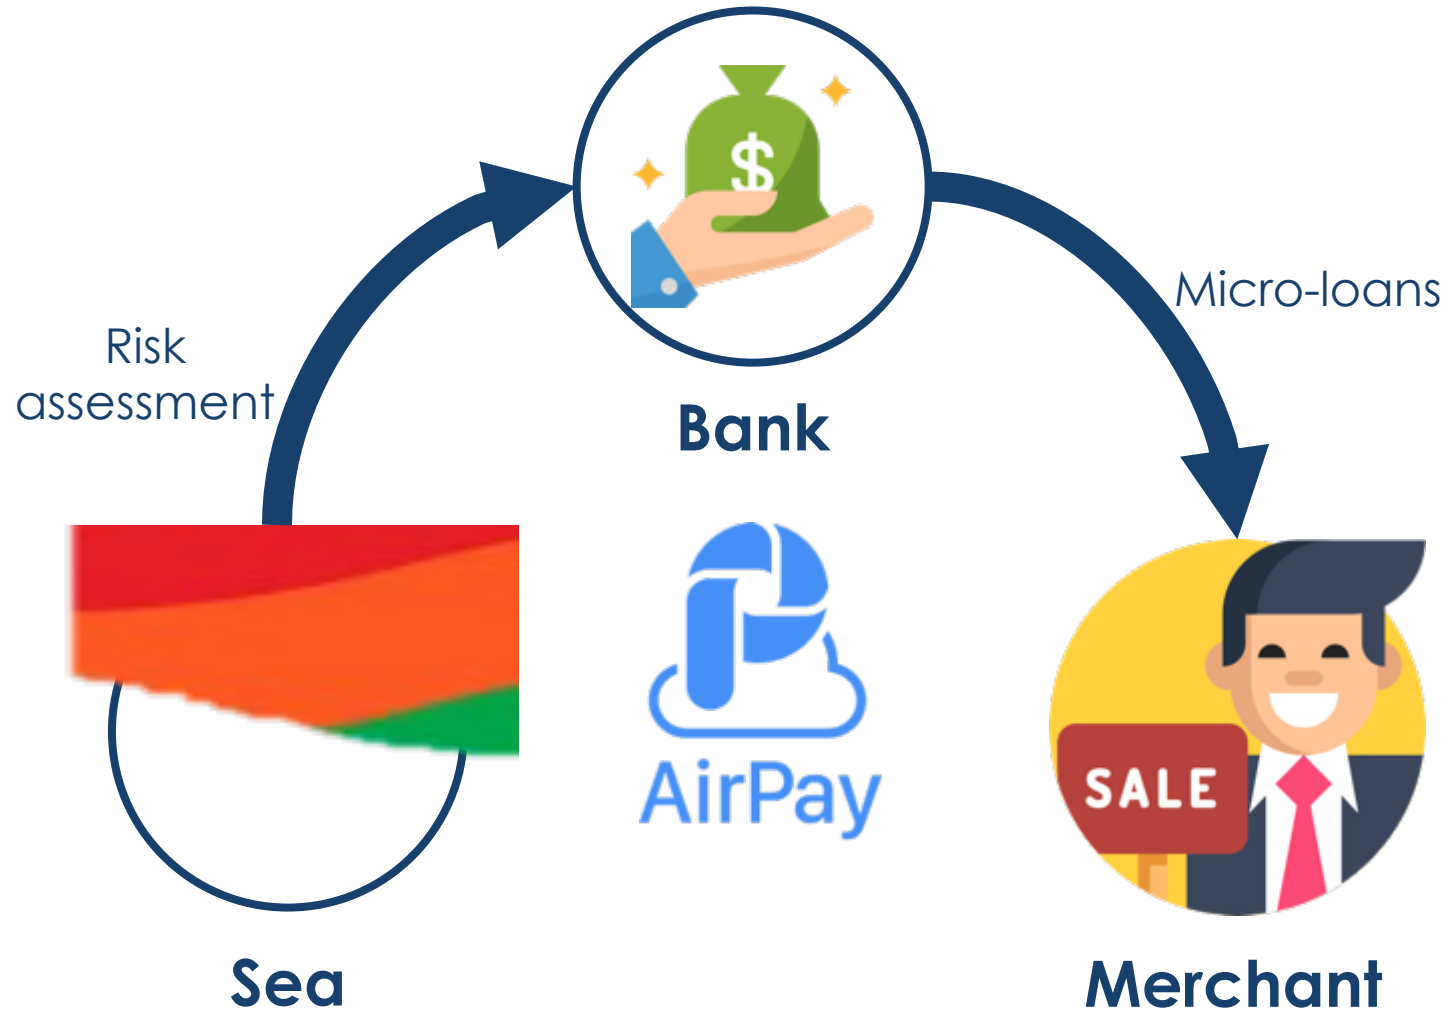 $
Micro-loans
Risk
assessment
Bank
AirPay
SALE
Sea
Merchant